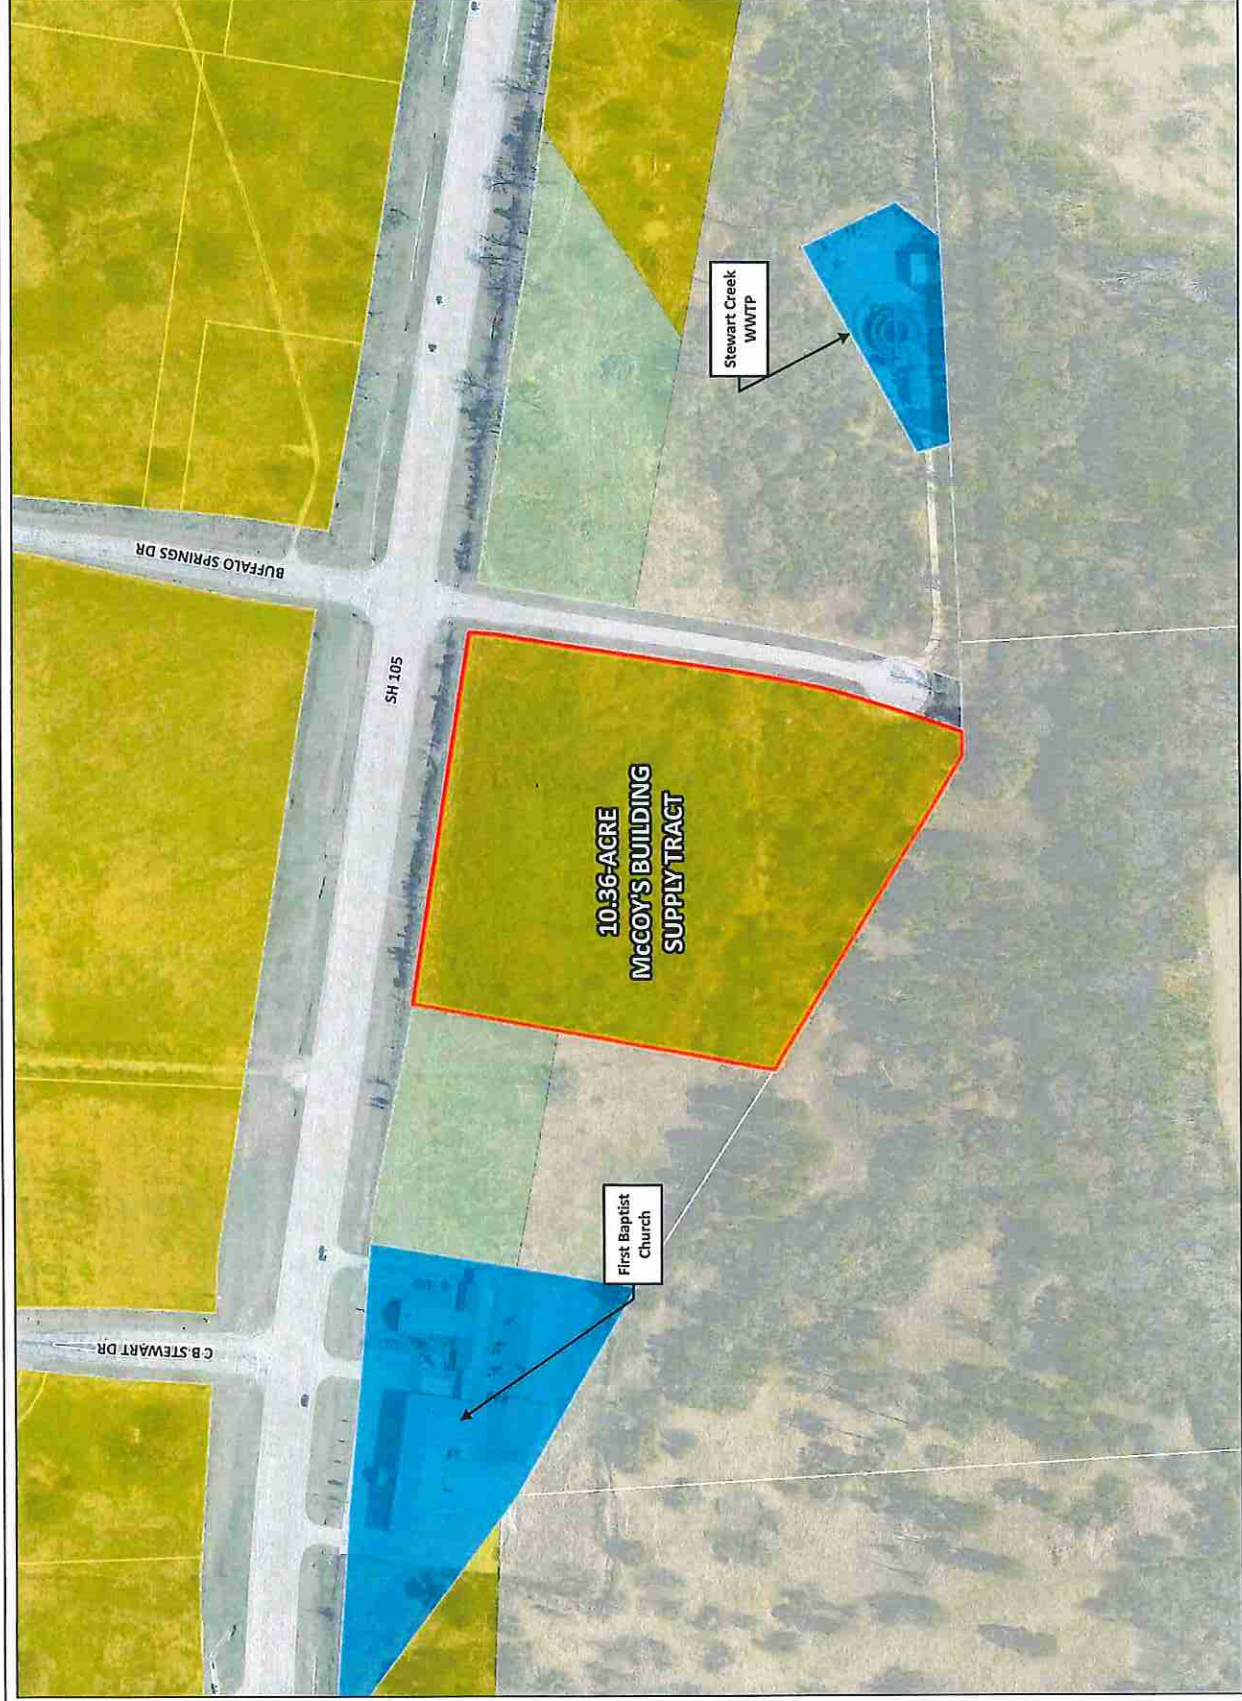 BUFFALO SPRINGS DR
SH 105
C B STEWART DR
10.36-ACRE
McCOY'S BUILDING
SUPPLY TRACT
Stewart Creek
WWTP
First Baptist
Church